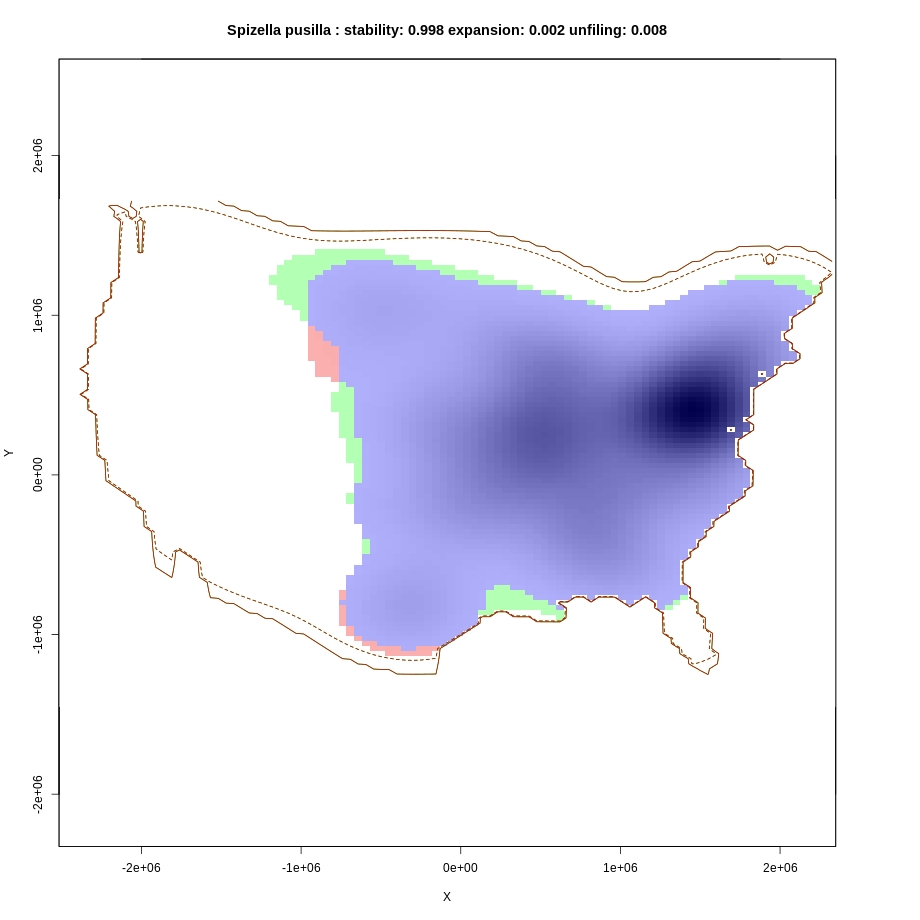 Spizella pusilla : stability: 0.998 expansion: 0.002 unfiling: 0.008
2e+06
1e+06
0e+00
-1e+06
-2e+06
Y
-2e+06 -1e+06 0e+00 1e+06 2e+06
X